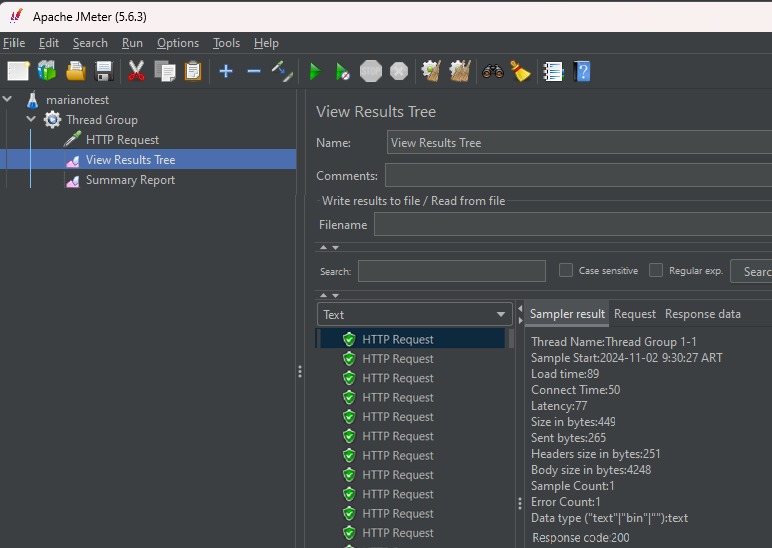 Apache JMeter (5.6.3)
Fiile Edit Search Run Options Tools Help
STOP
marianotest
Thread Group
HTTP Request
View Results Tree
Summary Report
View Results Tree
Name: View Results Tree
Comments:
Write results to file / Read from file
Filename
Search: Case sensitive Regular exp. Searc
Text
HTTP Request
HTTP Request
HTTP Request
HTTP Request
HTTP Request
HTTP Request
HTTP Request
HTTP Request
HTTP Request
HTTP Request
HTTP Request
Sampler result Request Response data
Thread Name:Thread Group 1-1
Sample Start:2024-11-02 9:30:27 ART
Load time:89
Connect Time:50
Latency:77
Size in bytes:449
Sent bytes:265
Headers size in bytes:251
Body size in bytes:4248
Sample Count:1
Error Count:1
Data type ("text"|"bin"|""):text
Response code:200